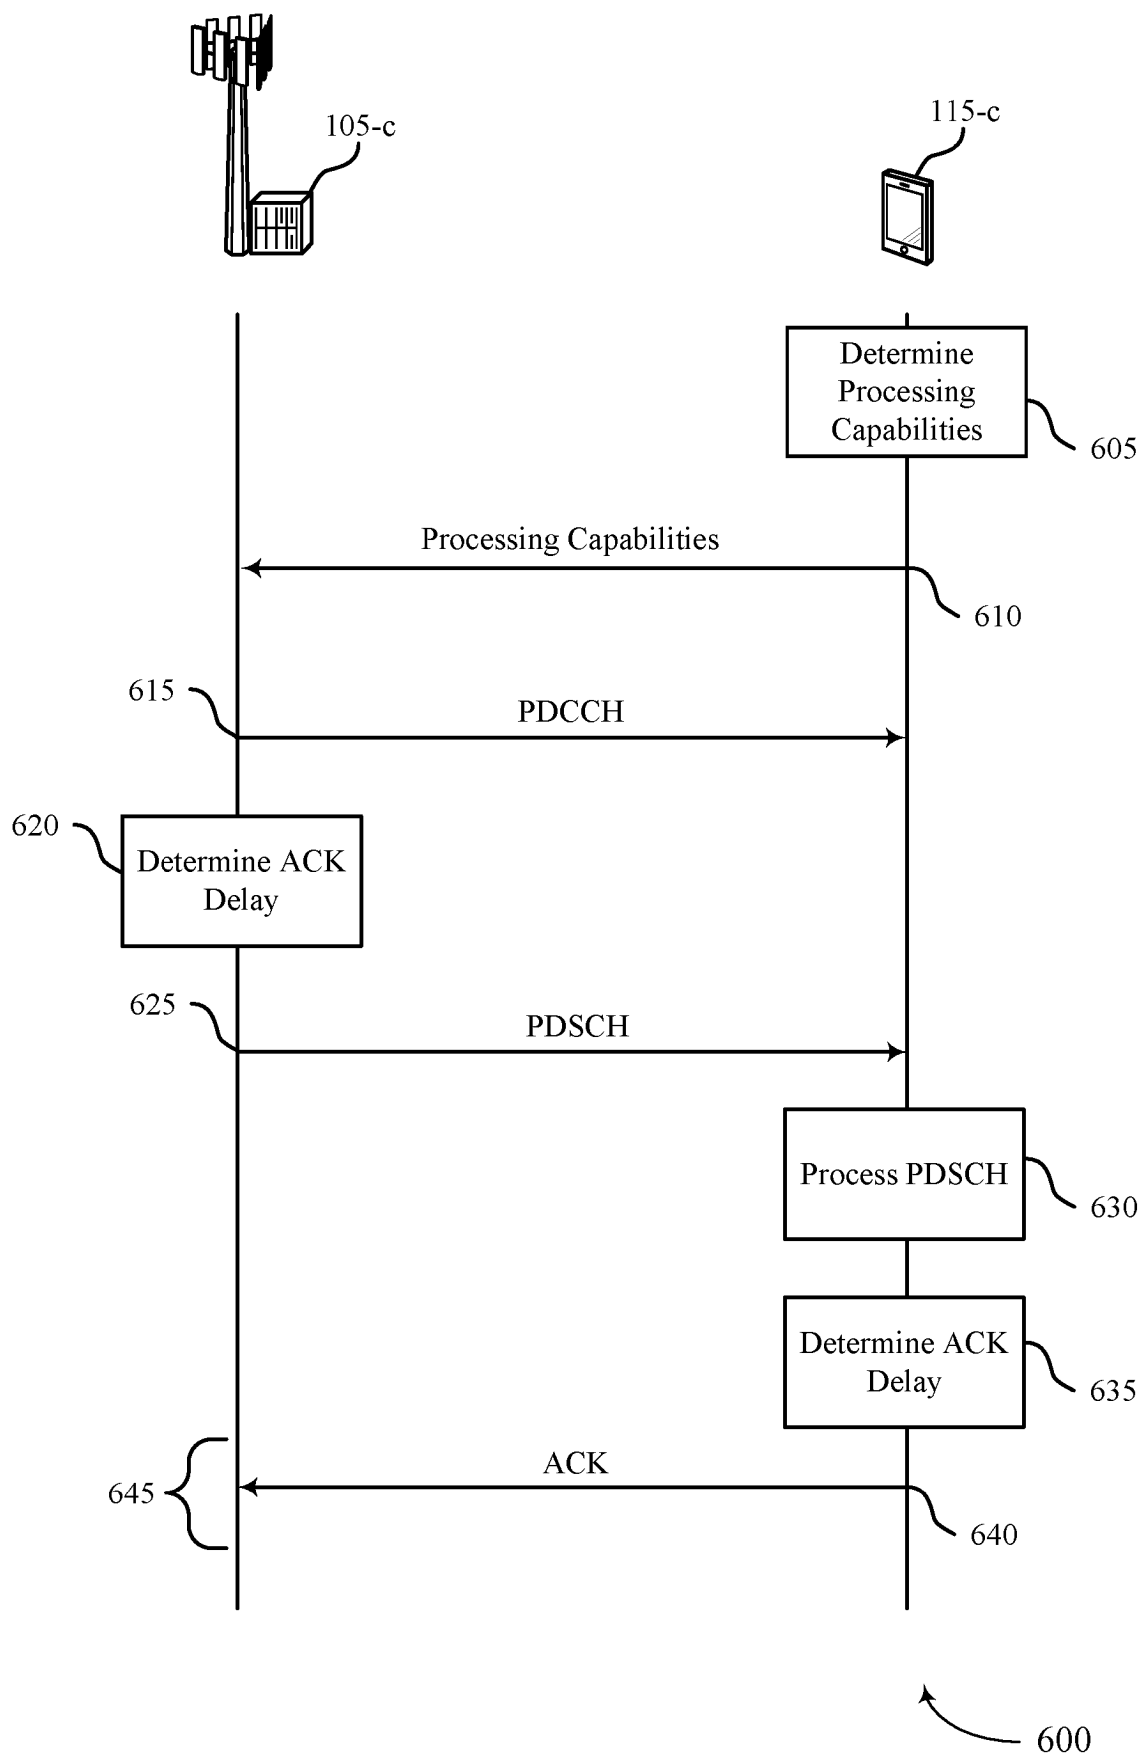 105-c
115-c
Determine
Processing
Capabilities
605
Processing Capabilities
610
615
PDCCH
620
Determine ACK
Delay
625
PDSCH
Process PDSCH
630
Determine ACK
Delay
635
ACK
645
640
600